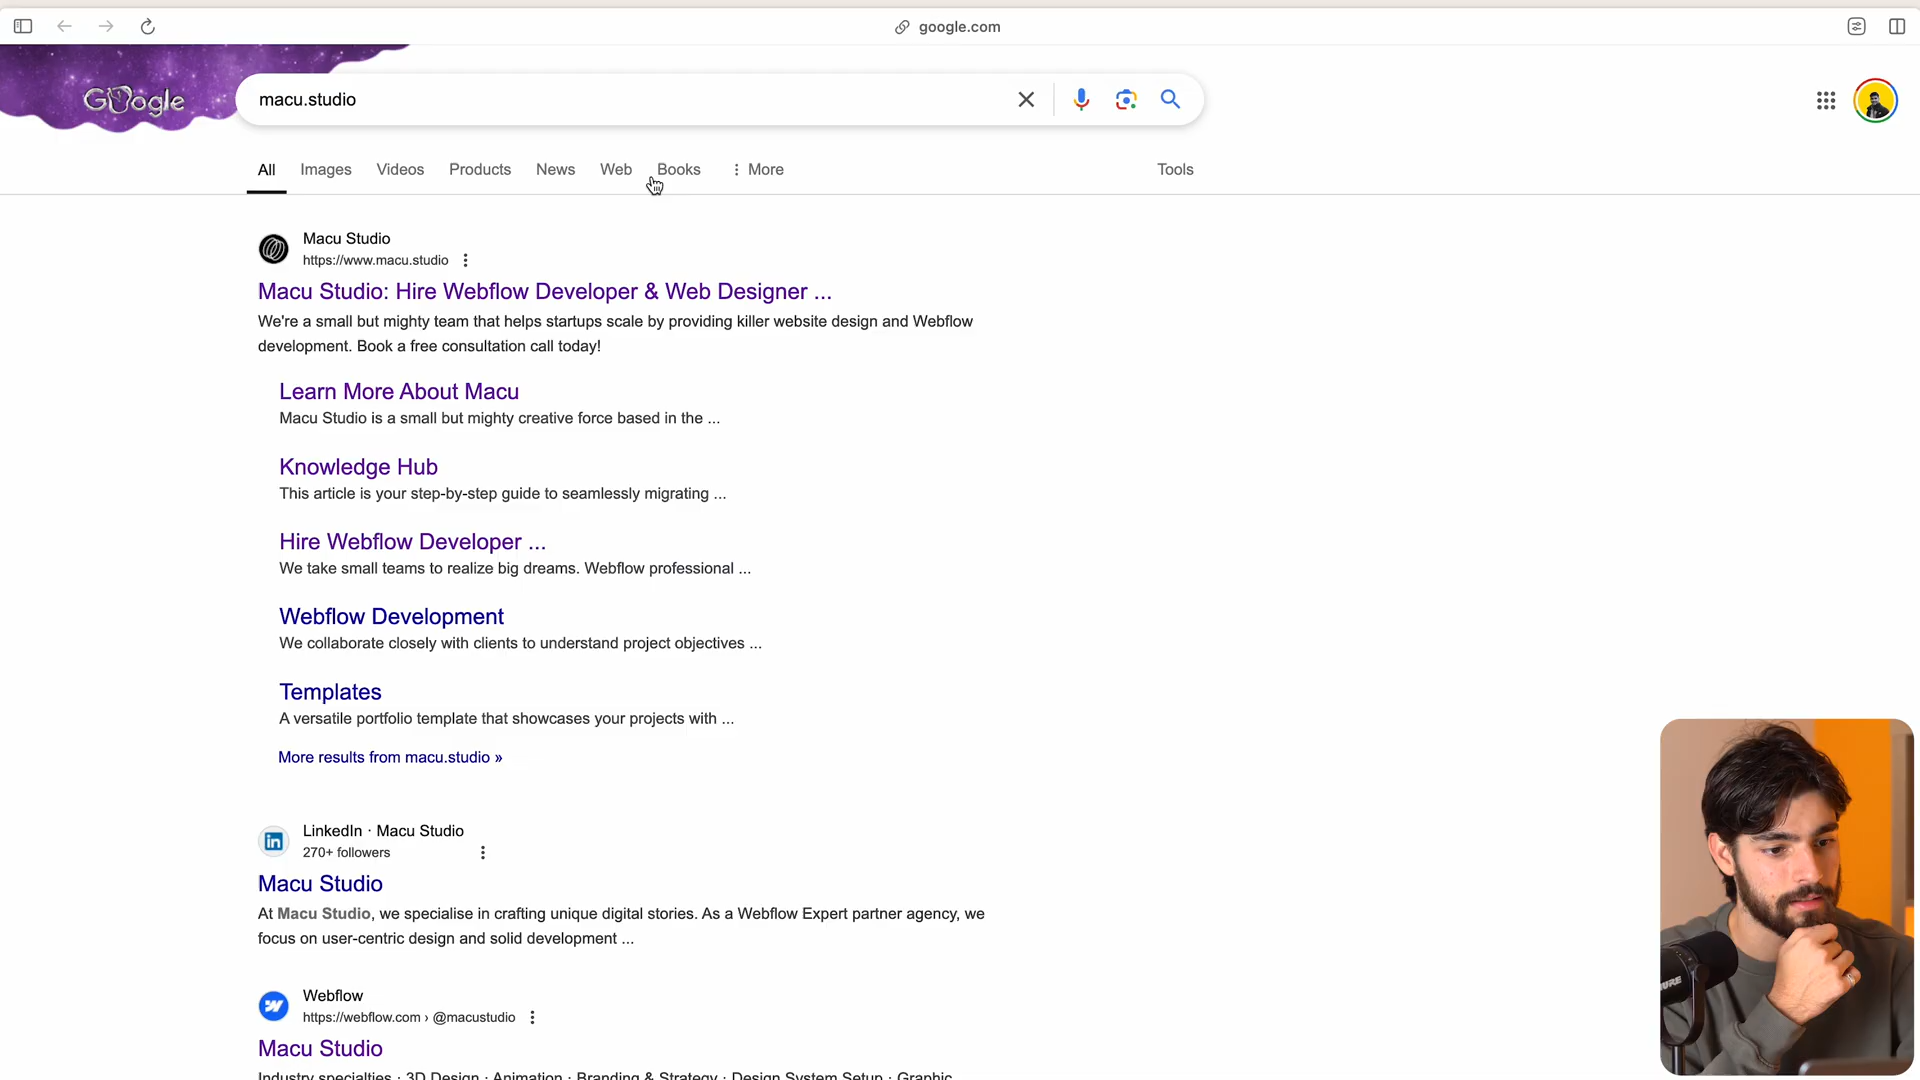 google.com
Google
macu.studio
All
Images
Videos
Products
News
Web
Books
More
Tools
Macu Studio
https://www.macu.studio
Macu Studio: Hire Webflow Developer & Web Designer ...
We're a small but mighty team that helps startups scale by providing killer website design and Webflow
development. Book a free consultation call today!
Learn More About Macu
Macu Studio is a small but mighty creative force based in the ...
Knowledge Hub
This article is your step-by-step guide to seamlessly migrating ...
Hire Webflow Developer ...
We take small teams to realize big dreams. Webflow professional ...
Webflow Development
We collaborate closely with clients to understand project objectives ...
Templates
A versatile portfolio template that showcases your projects with ...
More results from macu.studio »
LinkedIn · Macu Studio
270+ followers
Macu Studio
At Macu Studio, we specialise in crafting unique digital stories. As a Webflow Expert partner agency, we
focus on user-centric design and solid development ...
Webflow
https://webflow.com › @macustudio
Macu Studio
Industry specialties · 3D Design · Animation · Branding & Strategy · Design System Setup · Graphic